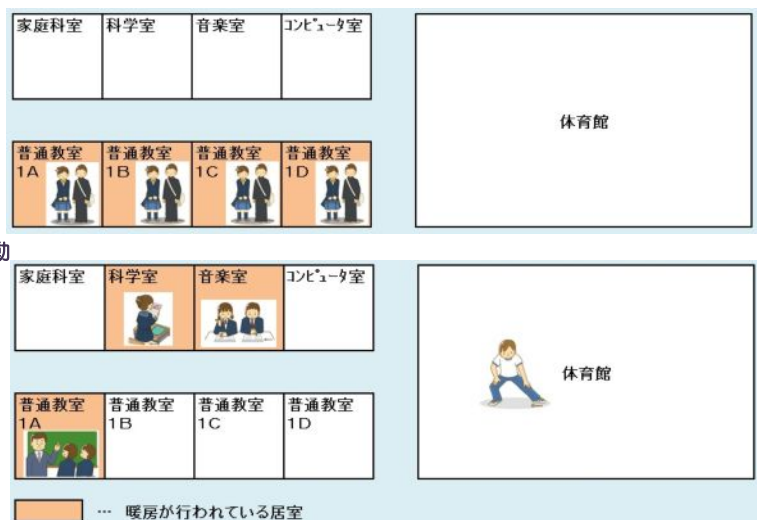 家庭科室 科学室 音楽室 コンピュータ室
体育館
普通教室 普通教室 普通教室 普通教室
1A 1B 1C 1D
動
家庭科室 科学室 音楽室 コンピュータ室
体育館
普通教室 普通教室 普通教室 普通教室
1A 1B 1C 1D
… 暖房が行われている居室